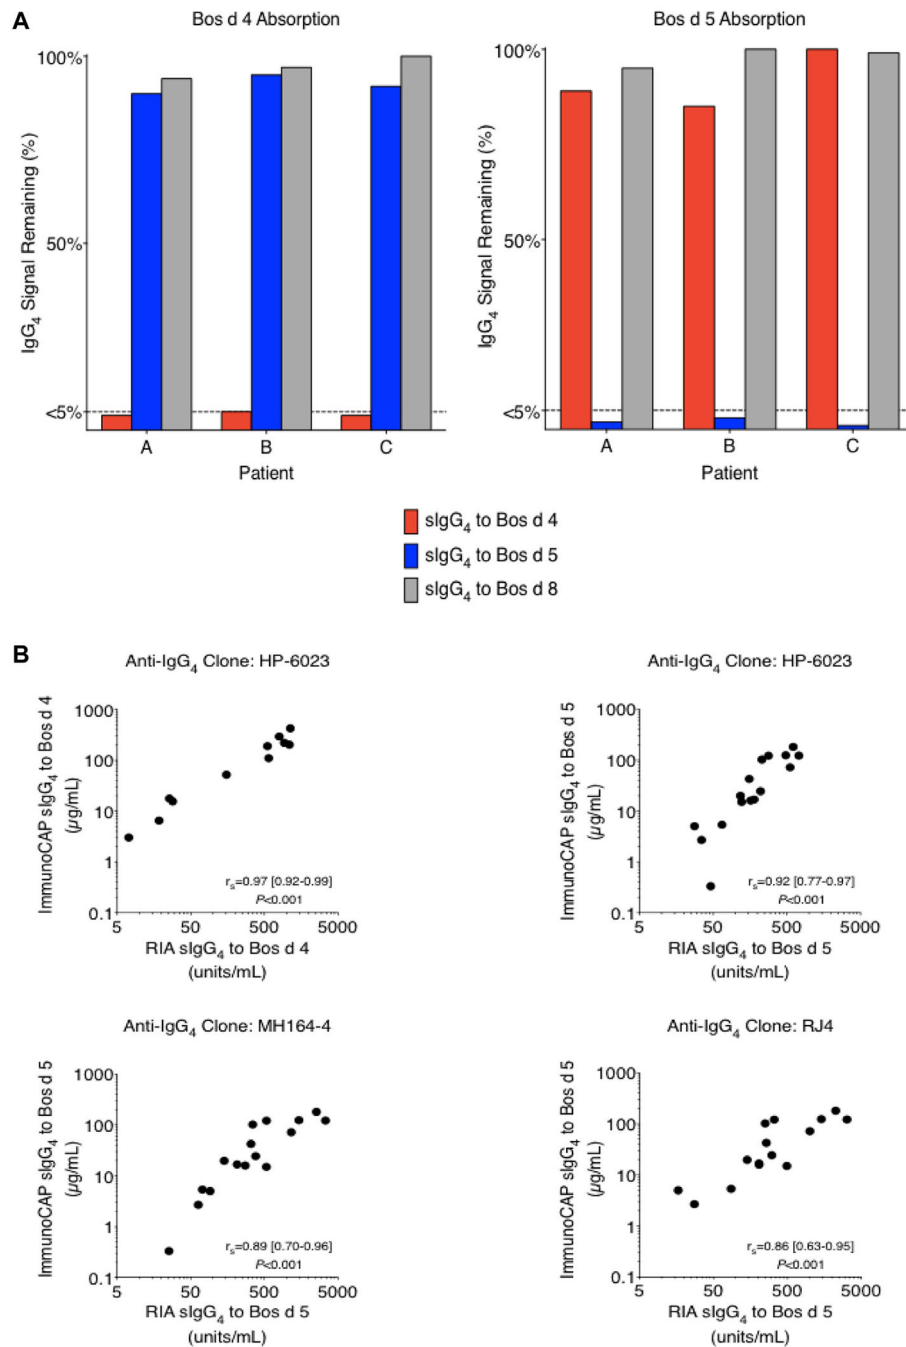 A
Bos d 4 Absorption
Bos d 5 Absorption
IgG4 Signal Remaining (%)
100%
50%
<5%
A B C
Patient
IgG4 Signal Remaining (%)
100%
50%
<5%
A B C
Patient
sIgG4 to Bos d 4
sIgG4 to Bos d 5
sIgG4 to Bos d 8
B
Anti-IgG4 Clone: HP-6023
ImmunoCAP sIgG4 to Bos d 4
(µg/mL)
1000
100
10
1
0.1
rs=0.97 [0.92-0.99]
P<0.001
5 50 500 5000
RIA sIgG4 to Bos d 4
(units/mL)
Anti-IgG4 Clone: HP-6023
ImmunoCAP sIgG4 to Bos d 5
(µg/mL)
1000
100
10
1
0.1
rs=0.92 [0.77-0.97]
P<0.001
5 50 500 5000
RIA sIgG4 to Bos d 5
(units/mL)
Anti-IgG4 Clone: MH164-4
ImmunoCAP sIgG4 to Bos d 5
(µg/mL)
1000
100
10
1
0.1
rs=0.89 [0.70-0.96]
P<0.001
5 50 500 5000
RIA sIgG4 to Bos d 5
(units/mL)
Anti-IgG4 Clone: RJ4
ImmunoCAP sIgG4 to Bos d 5
(µg/mL)
1000
100
10
1
0.1
rs=0.86 [0.63-0.95]
P<0.001
5 50 500 5000
RIA sIgG4 to Bos d 5
(units/mL)